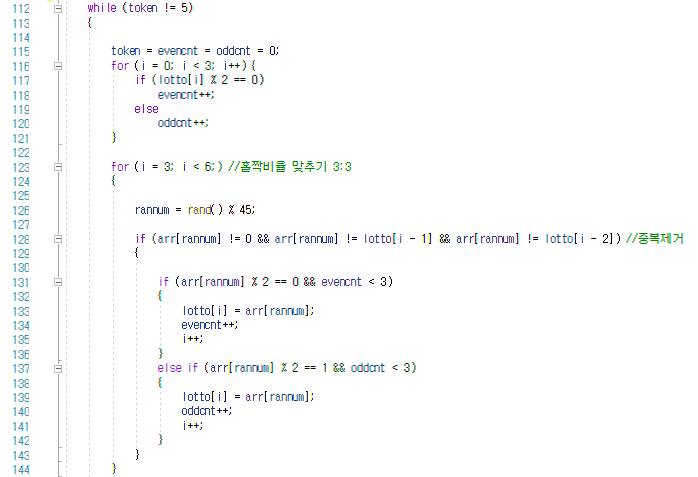 112 while (token != 5)
113 {
114
115 token = evencnt = oddcnt = 0;
116 for (i = 0; i < 3; i++) {
117 if (lotto[i] % 2 == 0)
118 evencnt++;
119 else
120 oddcnt++;
121 }
122
123 for (i = 3; i < 6;) //홀짝비율 맞추기 3:3
124 {
125
126 rannum = rand() % 45;
127
128 if (arr[rannum] != 0 && arr[rannum] != lotto[i - 1] && arr[rannum] != lotto[i - 2]) //중복제거
129 {
130
131 if (arr[rannum] % 2 == 0 && evencnt < 3)
132 {
133 lotto[i] = arr[rannum];
134 evencnt++;
135 i++;
136 }
137 else if (arr[rannum] % 2 == 1 && oddcnt < 3)
138 {
139 lotto[i] = arr[rannum];
140 oddcnt++;
141 i++;
142 }
143 }
144 }